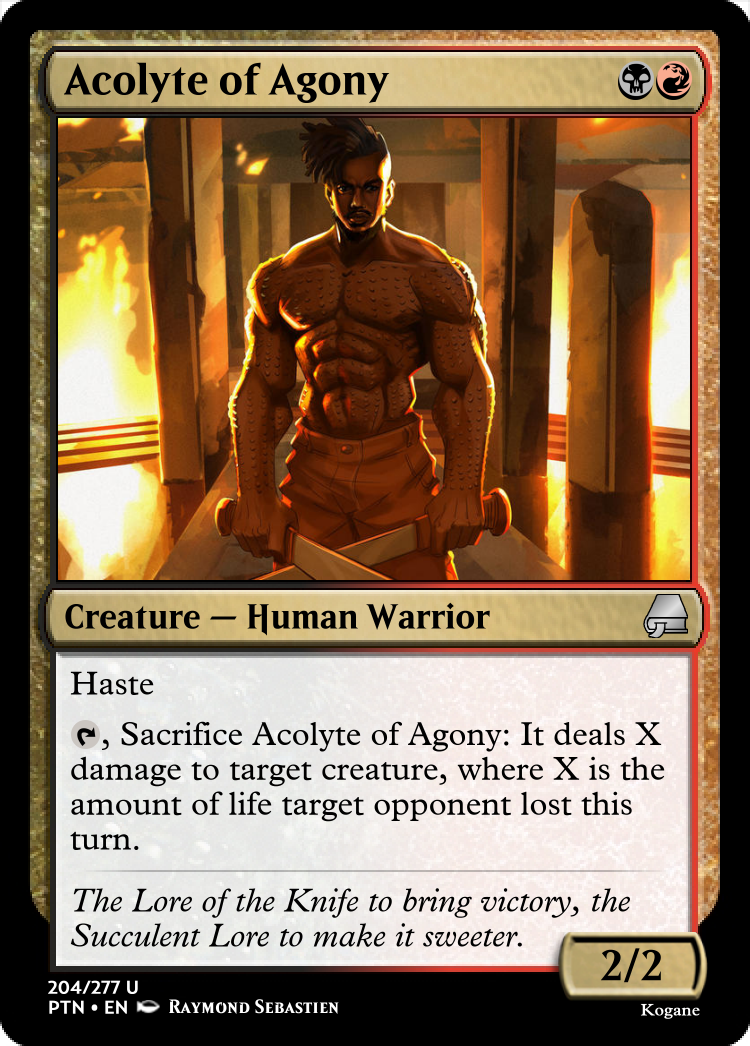 Acolyte of Agony
Creature — Human Warrior
Haste
, Sacrifice Acolyte of Agony: It deals X
damage to target creature, where X is the
amount of life target opponent lost this
turn.
The Lore of the Knife to bring victory, the
Succulent Lore to make it sweeter.
2/2
204/277 U
PTN • EN Raymond Sebastien
Kogane